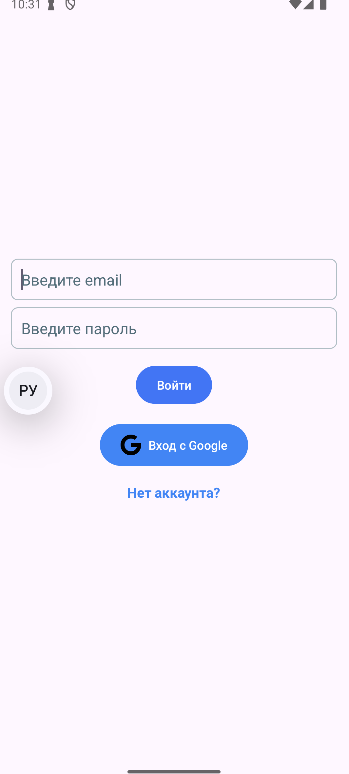 10:31
Введите email
Введите пароль
РУ
Войти
Вход с Google
Нет аккаунта?